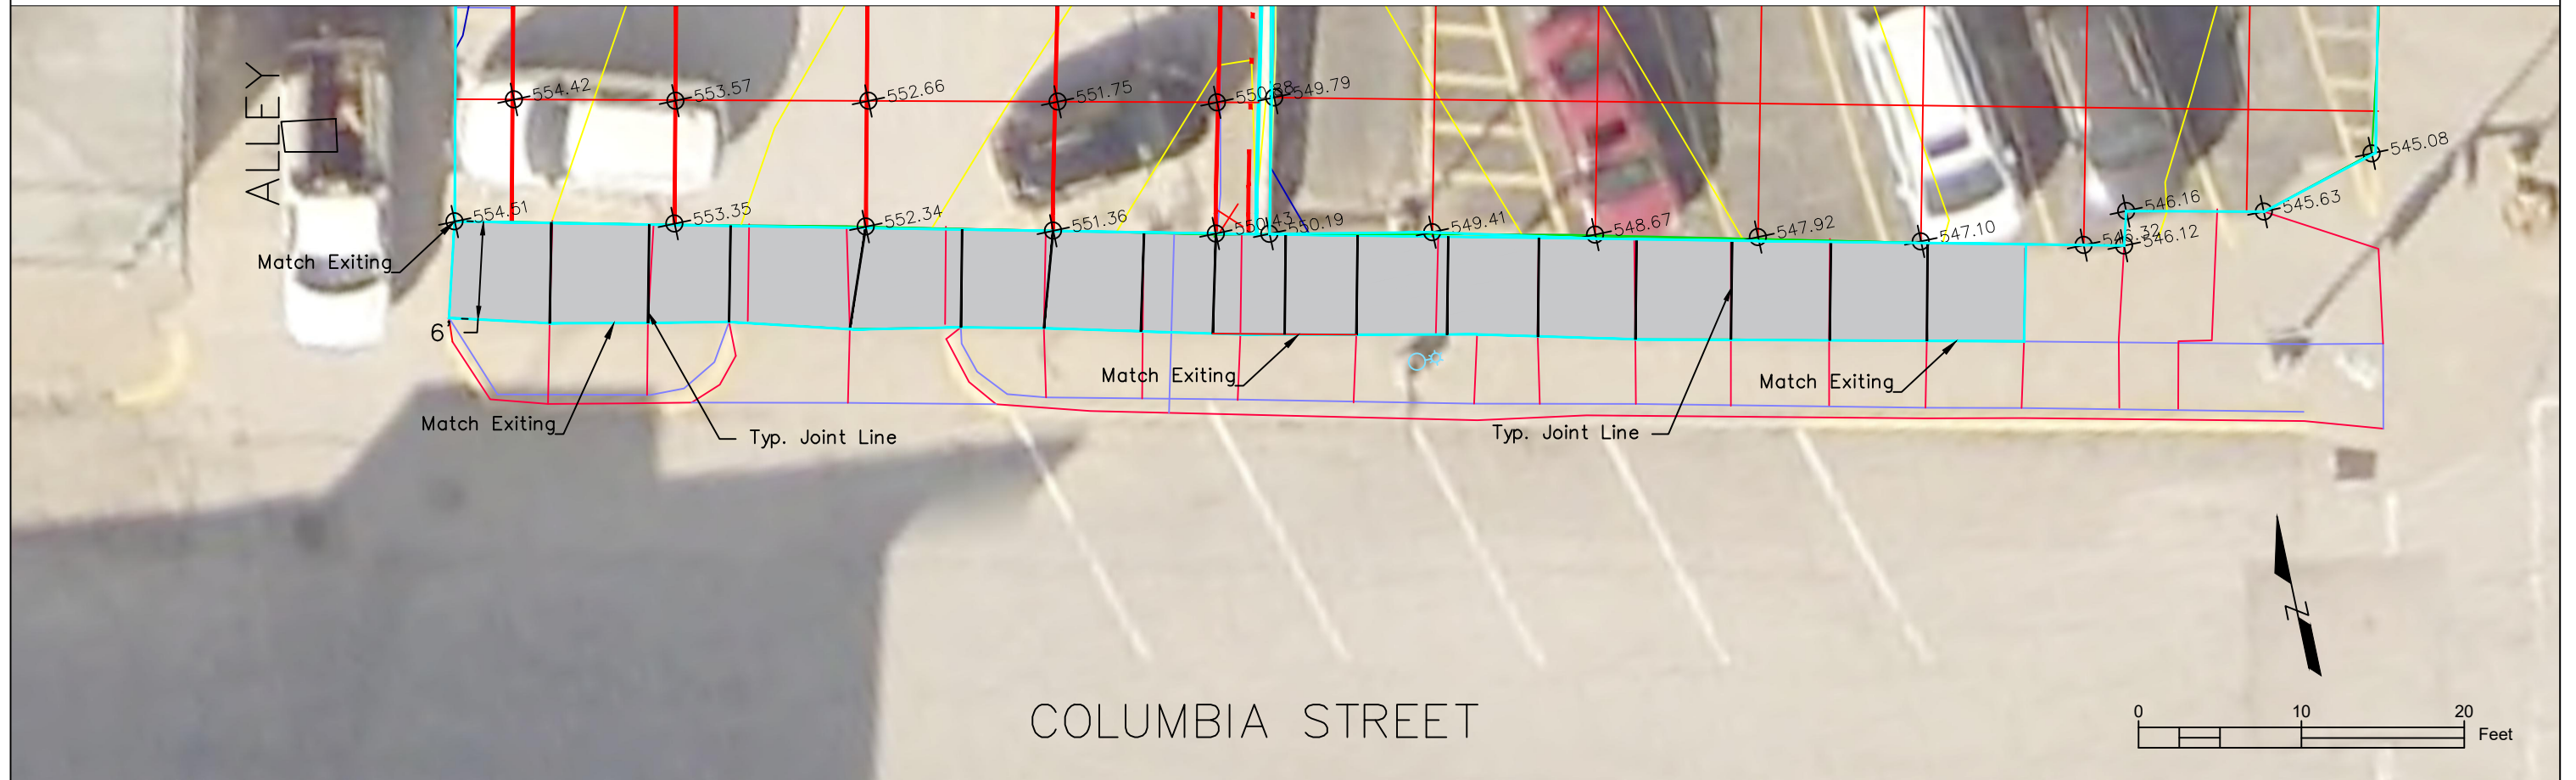 ALLEY
554.42
553.57
552.66
551.75
549.79
545.08
554.51
553.35
552.34
551.36
550.19
549.41
548.67
547.92
547.10
546.16
546.12
545.63
Match Exiting
6'
Match Exiting
Typ. Joint Line
Match Exiting
Typ. Joint Line
Match Exiting
COLUMBIA STREET
N
0 10 20
Feet